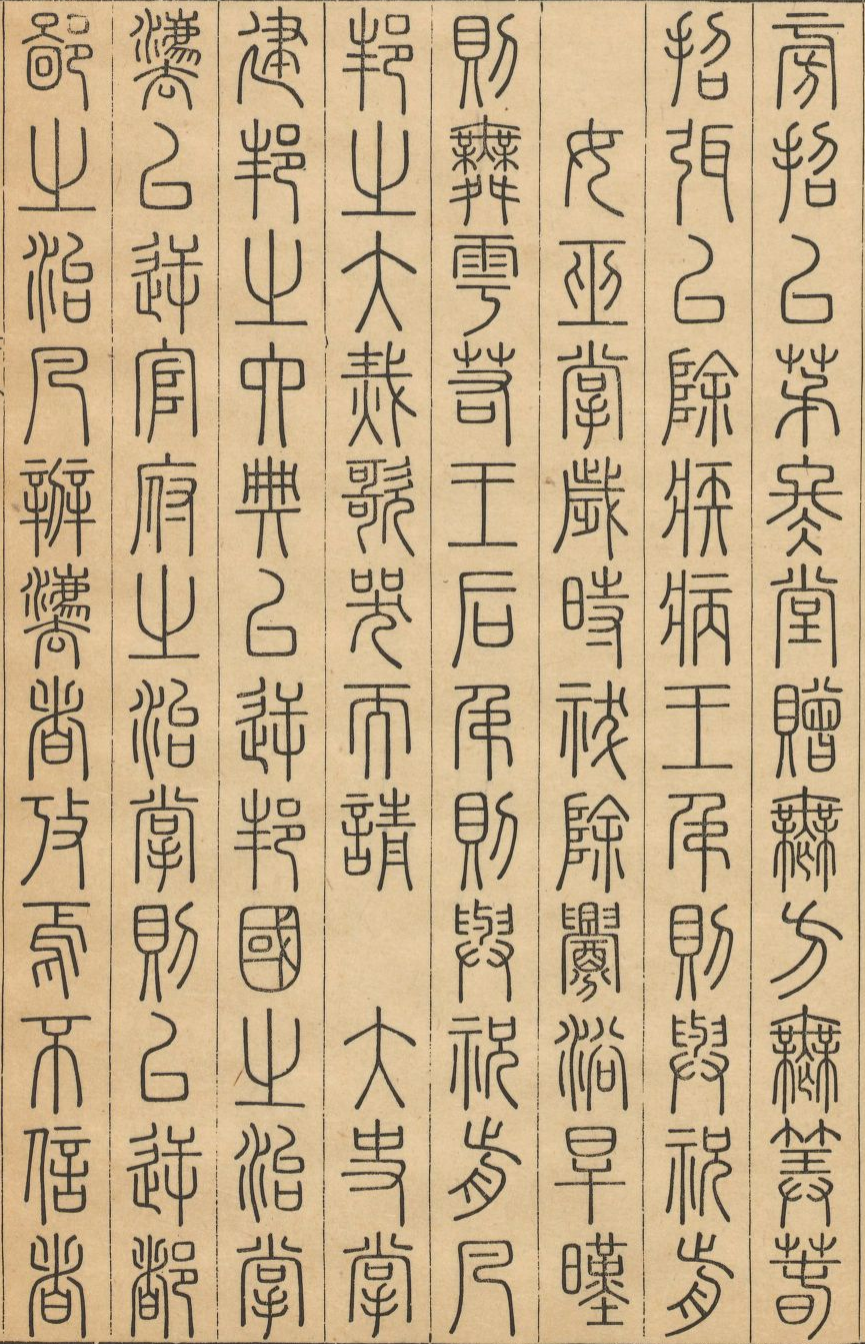 旁招以茅冬堂贈無方無筭春
招弭以除疾病王弔則與祝前
女巫掌歲時祓除釁浴旱暵
則舞雩若王后弔則與祝前凡
邦之大烖歌哭而請　大史掌
建邦之六典以逆邦國之治掌
灋以逆官府之治掌則以逆都
鄙之治凡辨灋者攷焉不信者